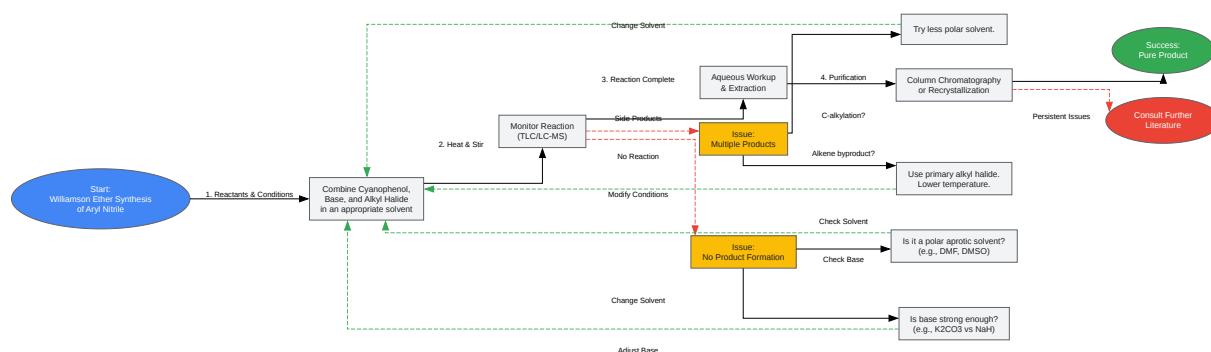 Change Solvent
Try less polar solvent.
Success:
Pure Product
3. Reaction Complete
Aqueous Workup
& Extraction
4. Purification
Column Chromatography
or Recrystallization
Persistent Issues
Consult Further
Literature
Side Products
C-alkylation?
Monitor Reaction
(TLC/LC-MS)
Issue:
Multiple Products
2. Heat & Stir
No Reaction
Alkene byproduct?
Use primary alkyl halide.
Lower temperature.
Start:
Williamson Ether Synthesis
of Aryl Nitrile
1. Reactants & Conditions
Combine Cyanophenol,
Base, and Alkyl Halide
in an appropriate solvent
Modify Conditions
Check Solvent
Issue:
No Product Formation
Check Base
Is it a polar aprotic solvent?
(e.g., DMF, DMSO)
Change Solvent
Is base strong enough?
(e.g., K2CO3 vs NaH)
Adjust Base